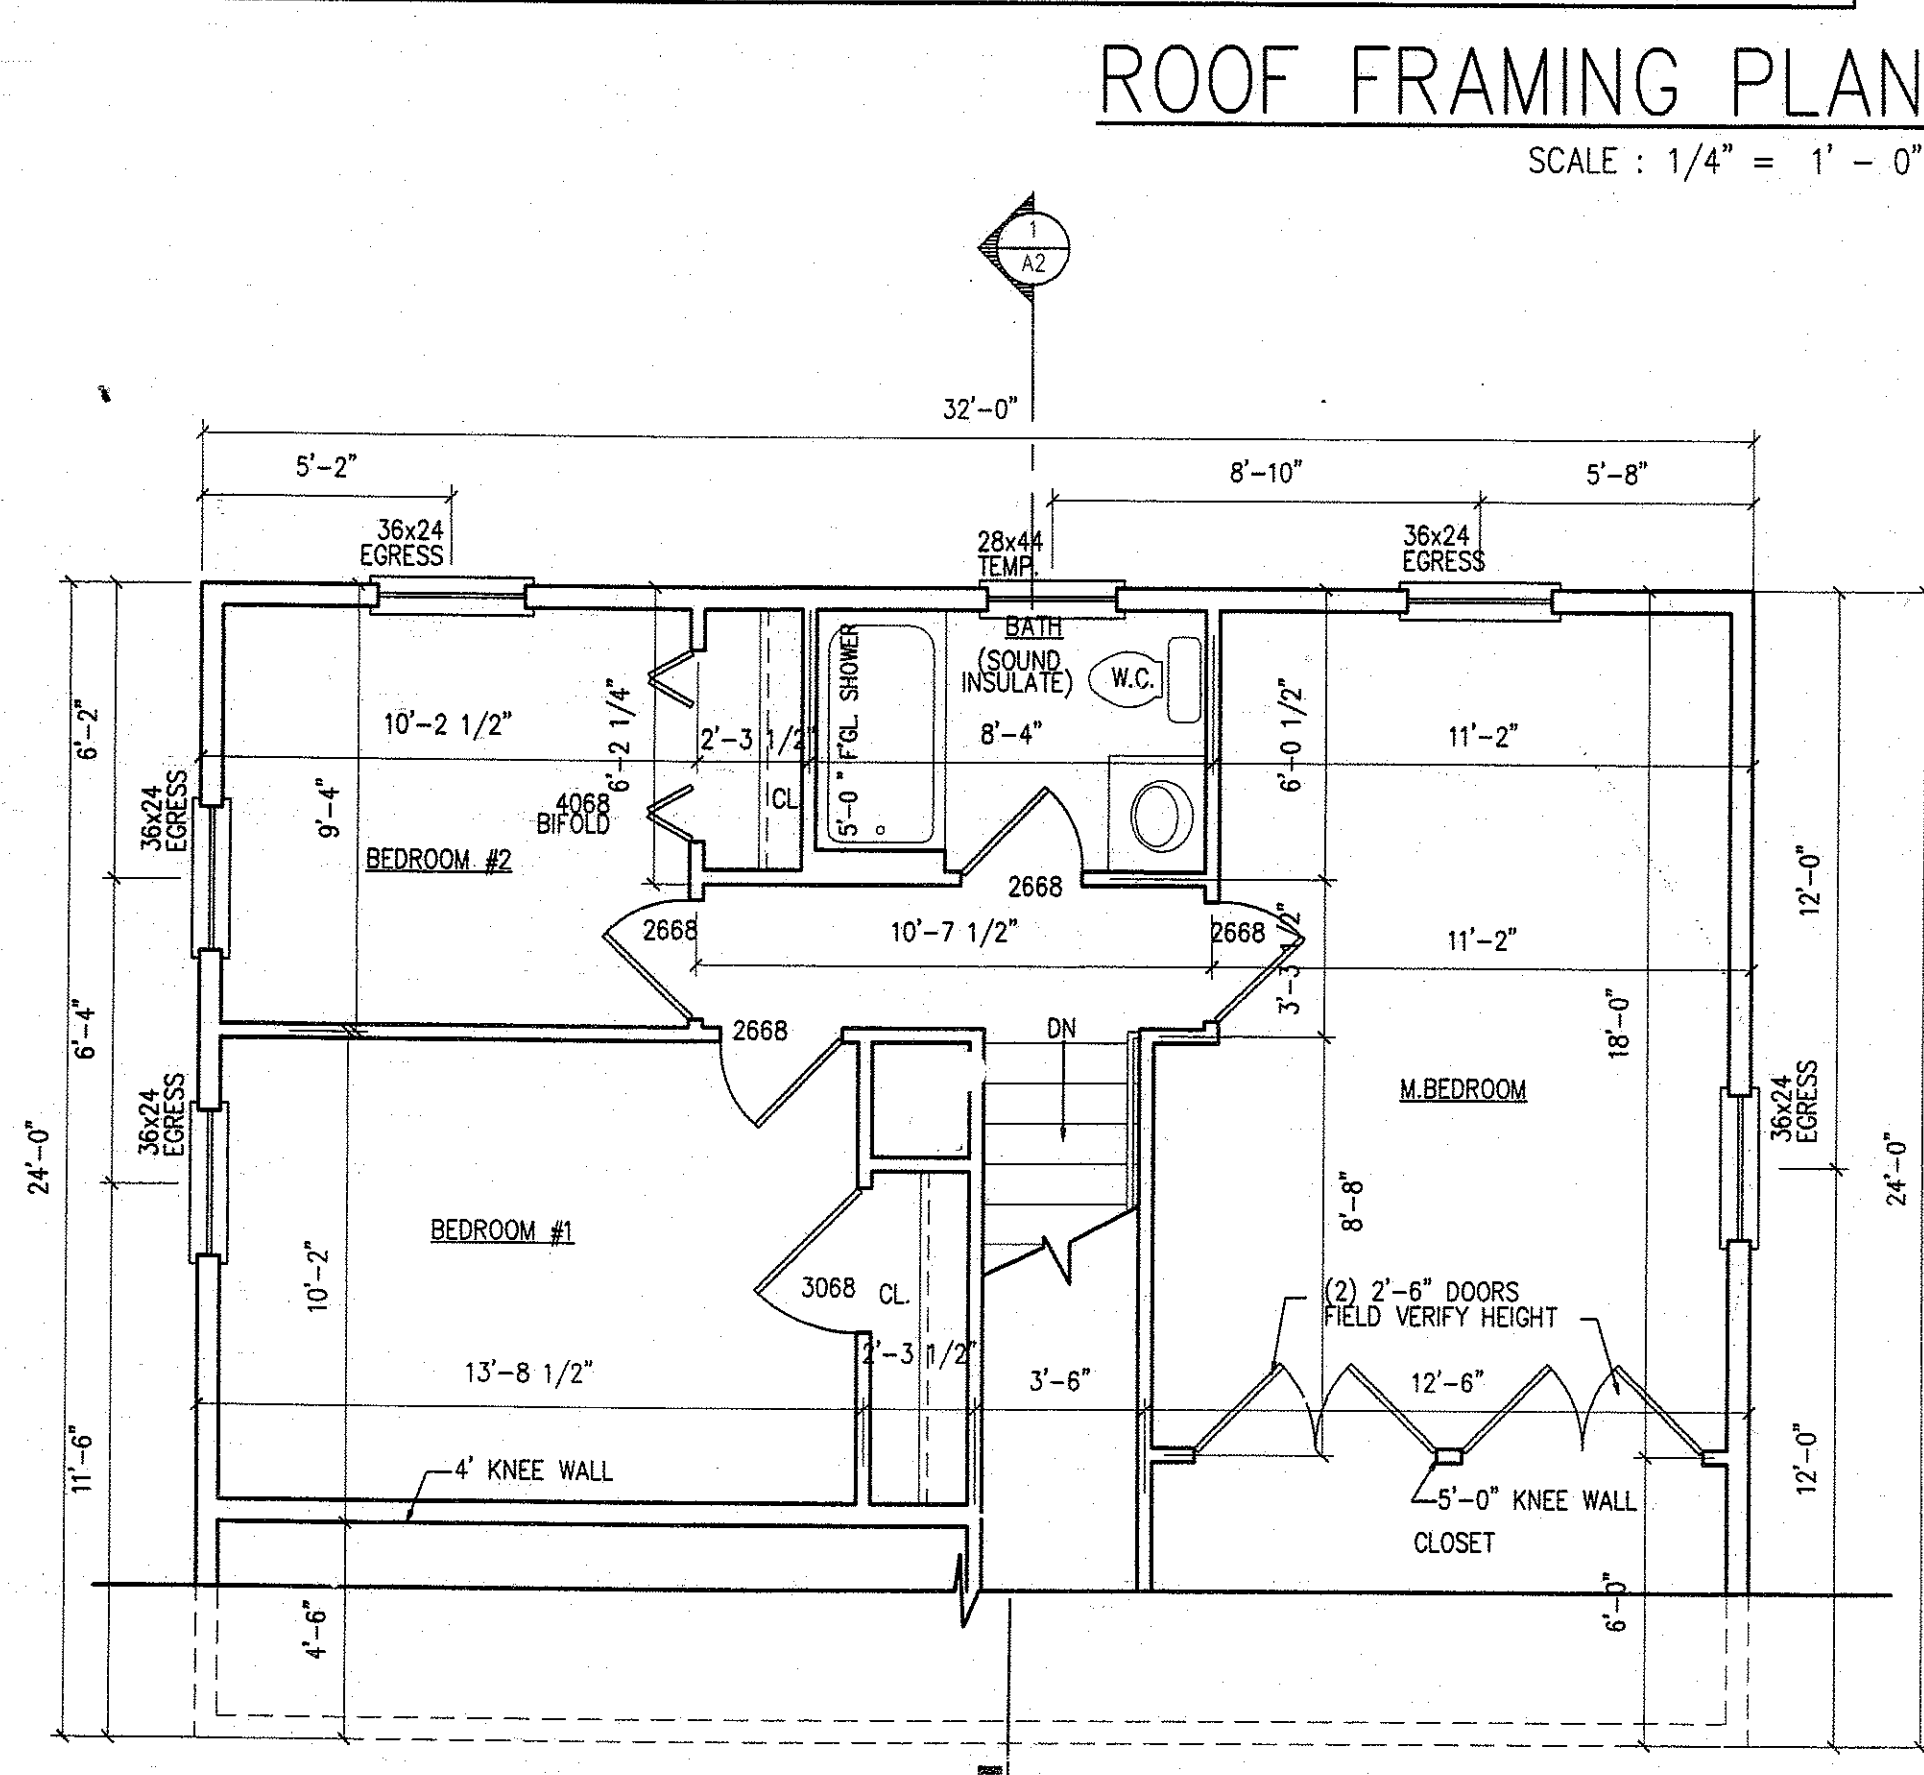 ROOF FRAMING PLAN
SCALE : 1/4" = 1' - 0"
1
A2
32'-0"
5'-2"
8'-10"
5'-8"
36x24
EGRESS
28x44
TEMP.
36x24
EGRESS
BATH
(SOUND
INSULATE)
W.C.
5'-0" F'GL SHOWER
6'-2"
10'-2 1/2"
6'-2 1/4"
2'-3 1/2"
8'-4"
6'-0 1/2"
11'-2"
36x24
EGRESS
9'-4"
4068
BIFOLD
CL
BEDROOM #2
2668
12'-0"
2668
10'-7 1/2"
2668
3'-3 1/2"
11'-2"
6'-4"
2668
DN
18'-0"
36x24
EGRESS
M.BEDROOM
36x24
EGRESS
24'-0"
24'-0"
BEDROOM #1
8'-8"
10'-2"
3068
CL.
(2) 2'-6" DOORS
FIELD VERIFY HEIGHT
13'-8 1/2"
2'-3 1/2"
3'-6"
12'-6"
11'-6"
4' KNEE WALL
12'-0"
5'-0" KNEE WALL
CLOSET
4'-6"
6'-0"